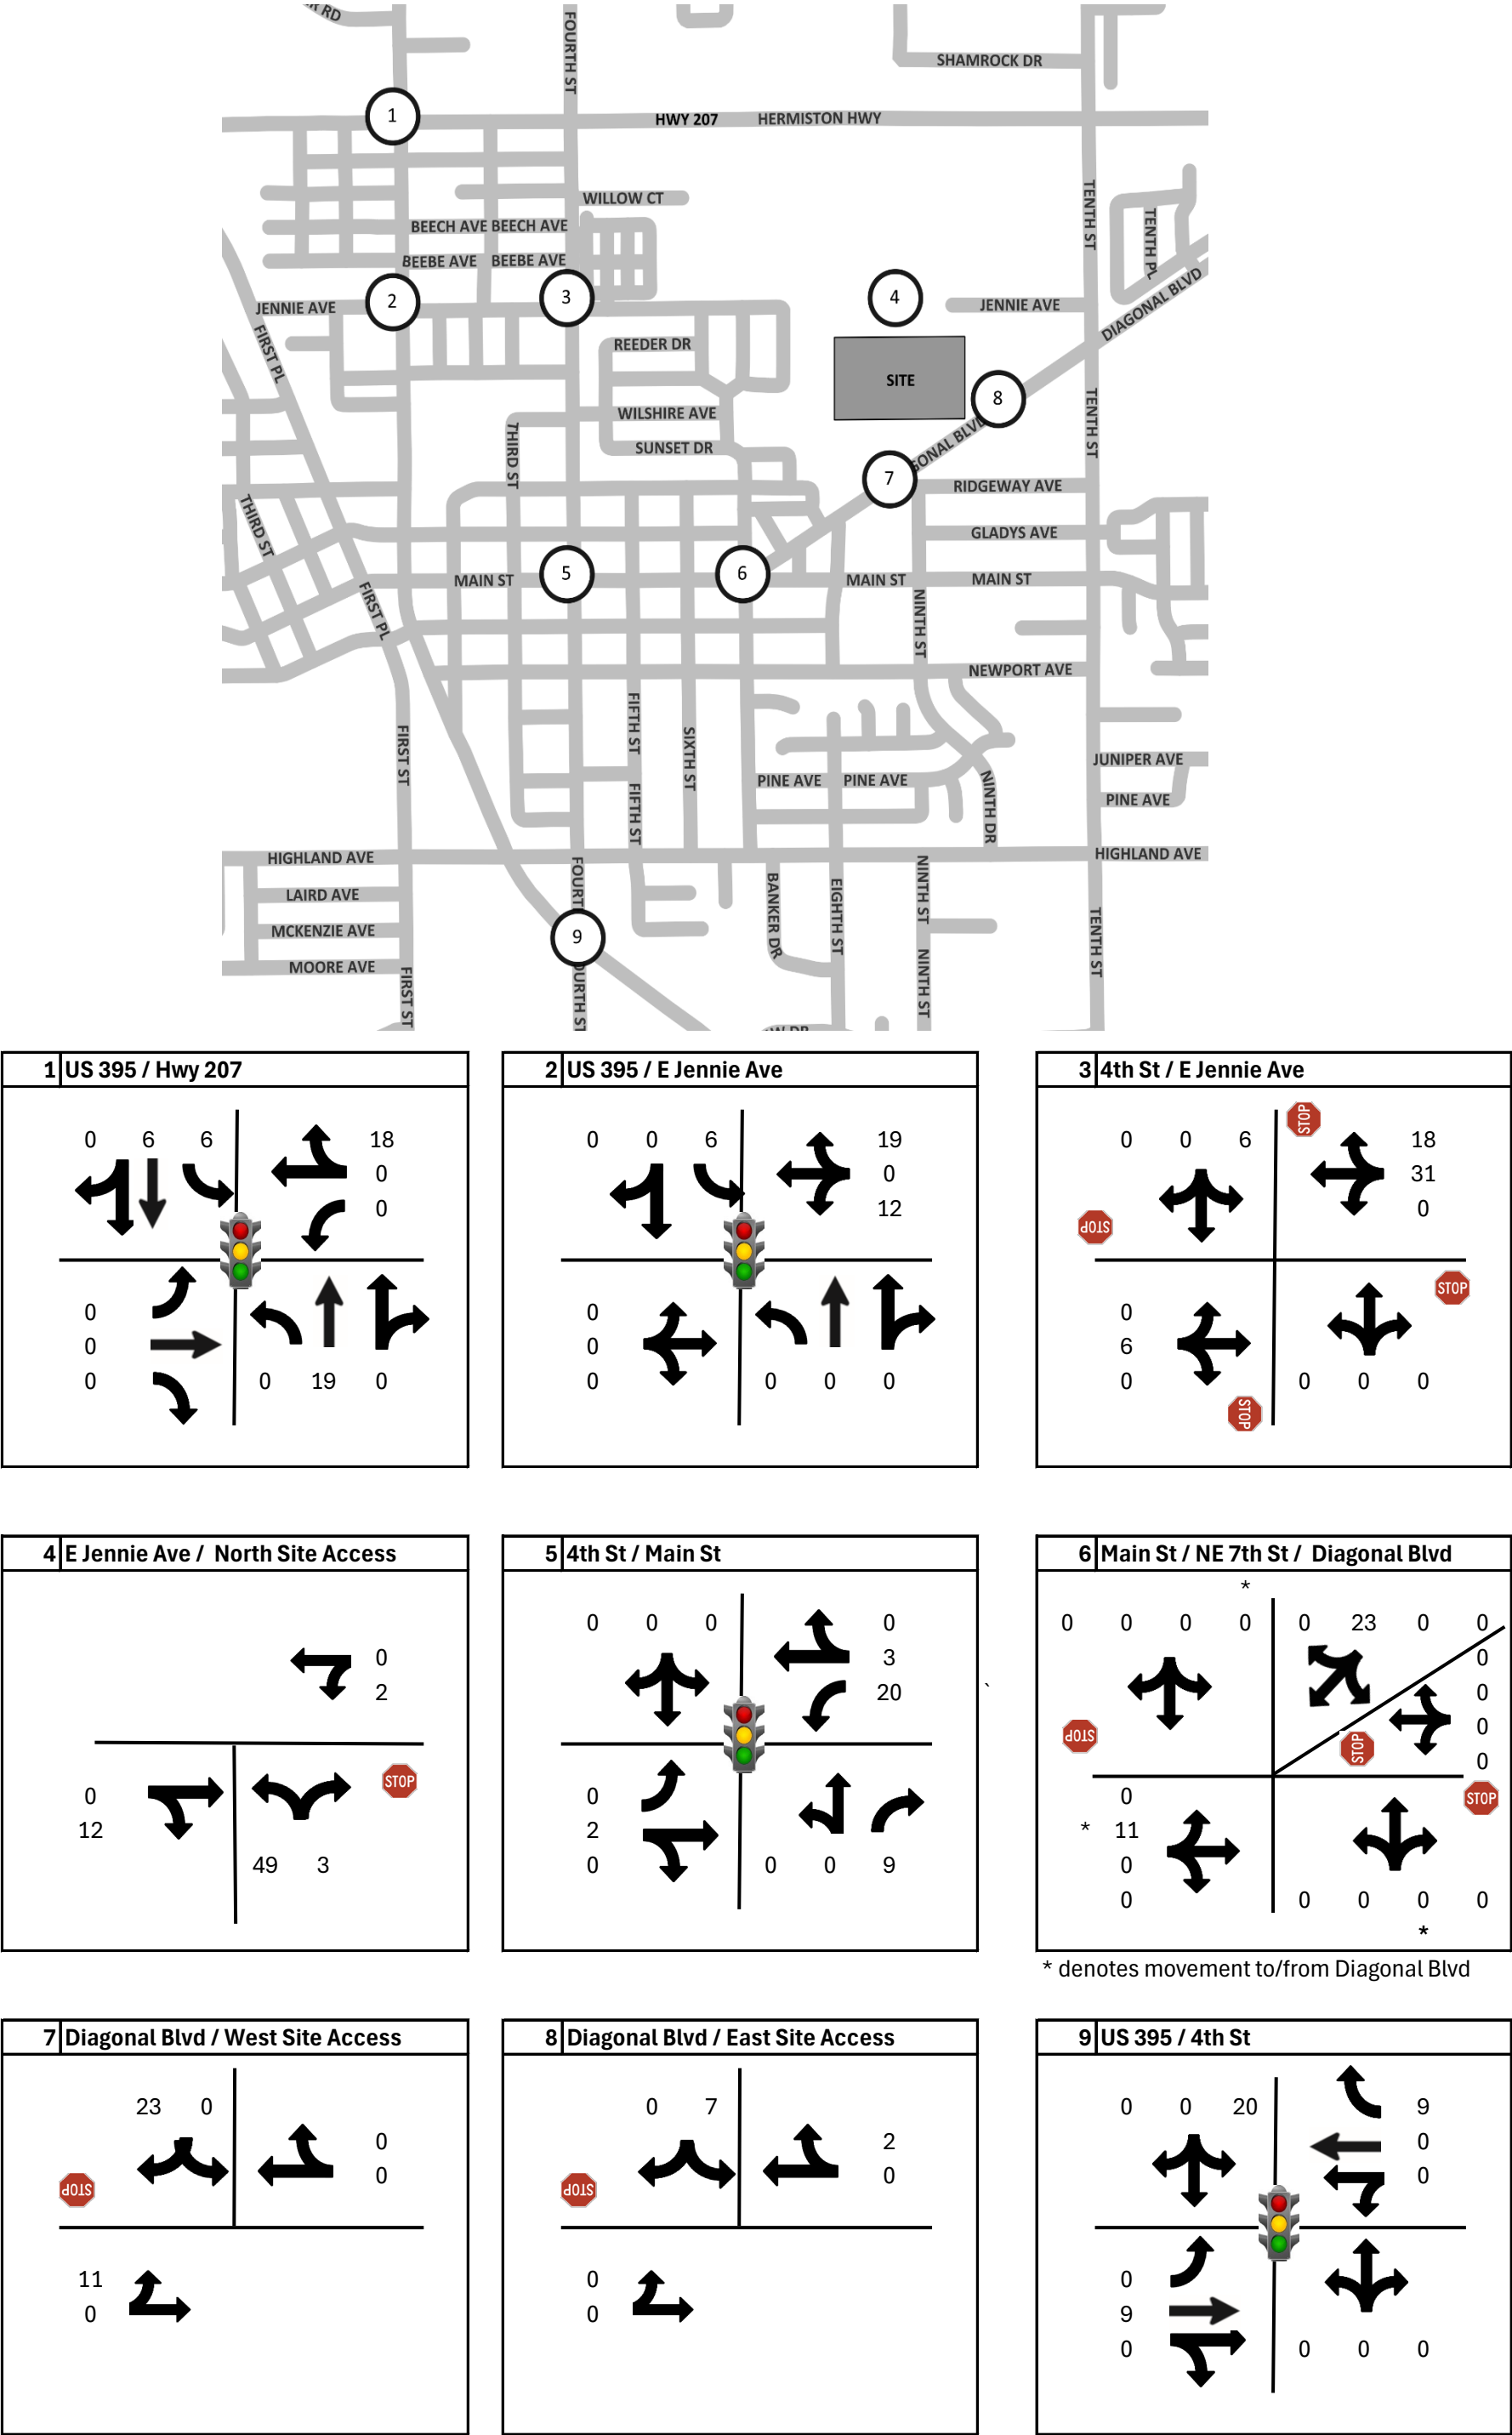 K RD
FOURTH ST
SHAMROCK DR
1
HWY 207 HERMISTON HWY
WILLOW CT
TENTH ST
TENTH PL
BEECH AVE BEECH AVE
BEEBE AVE BEEBE AVE
JENNIE AVE
2
3
4
JENNIE AVE
DIAGONAL BLVD
FIRST PL
REEDER DR
SITE
8
WILSHIRE AVE
TENTH ST
THIRD ST
SUNSET DR
GONAL BLVD
7
RIDGEWAY AVE
THIRD ST
GLADYS AVE
MAIN ST
5
6
MAIN ST
MAIN ST
FIRST PL
NINTH ST
NEWPORT AVE
FIRST ST
FIFTH ST
SIXTH ST
PINE AVE PINE AVE
JUNIPER AVE
PINE AVE
FIFTH ST
NINTH DR
HIGHLAND AVE
HIGHLAND AVE
LAIRD AVE
FOURT
BANKER DR
EIGHTH ST
NINTH ST
TENTH ST
MCKENZIE AVE
9
MOORE AVE
FIRST ST
OURTH ST
NINTH ST
W DR
1 US 395 / Hwy 207
0 6 6 18
0
0
0
0
0 0 19 0
2 US 395 / E Jennie Ave
0 0 6 19
0
12
0
0
0 0 0 0
3 4th St / E Jennie Ave
STOP
0 0 6 18
31
STOP 0
STOP
0
6
0 0 0 0
STOP
4 E Jennie Ave / North Site Access
0
2
STOP
0
12
49 3
5 4th St / Main St
0 0 0 0
3
20
0
2
0 0 0 9
`
6 Main St / NE 7th St / Diagonal Blvd
*
0 0 0 0 0 23 0 0
0
0
STOP 0
STOP 0
STOP
0
* 11
0
0 0 0 0 0
*
* denotes movement to/from Diagonal Blvd
7 Diagonal Blvd / West Site Access
23 0 0
STOP 0
11
0
8 Diagonal Blvd / East Site Access
0 7 2
STOP 0
0
0
9 US 395 / 4th St
0 0 20 9
0
0
0
9
0 0 0 0